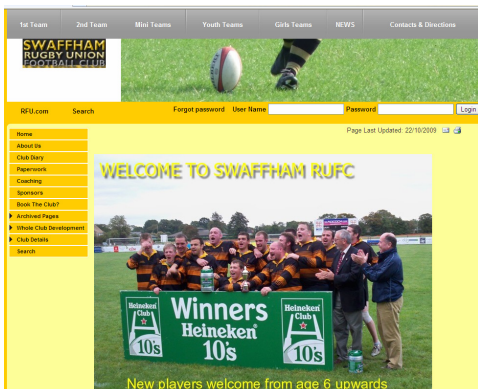 1st Team 2nd Team Mini Teams Youth Teams Girls Teams NEWS Contacts & Directions
SWAFFHAM
RUGBY UNION
FOOTBALL CLUB
RFU.com Search Forgot password User Name Password Login
Page Last Updated: 22/10/2009
Home
About Us
Club Diary
Paperwork
Coaching
Sponsors
Book The Club?
Archived Pages
Whole Club Development
Club Details
Search
WELCOME TO SWAFFHAM RUFC
Heineken
Club
10's
Winners
Heineken
10's
Heineken
Club
10's
New players welcome from age 6 upwards